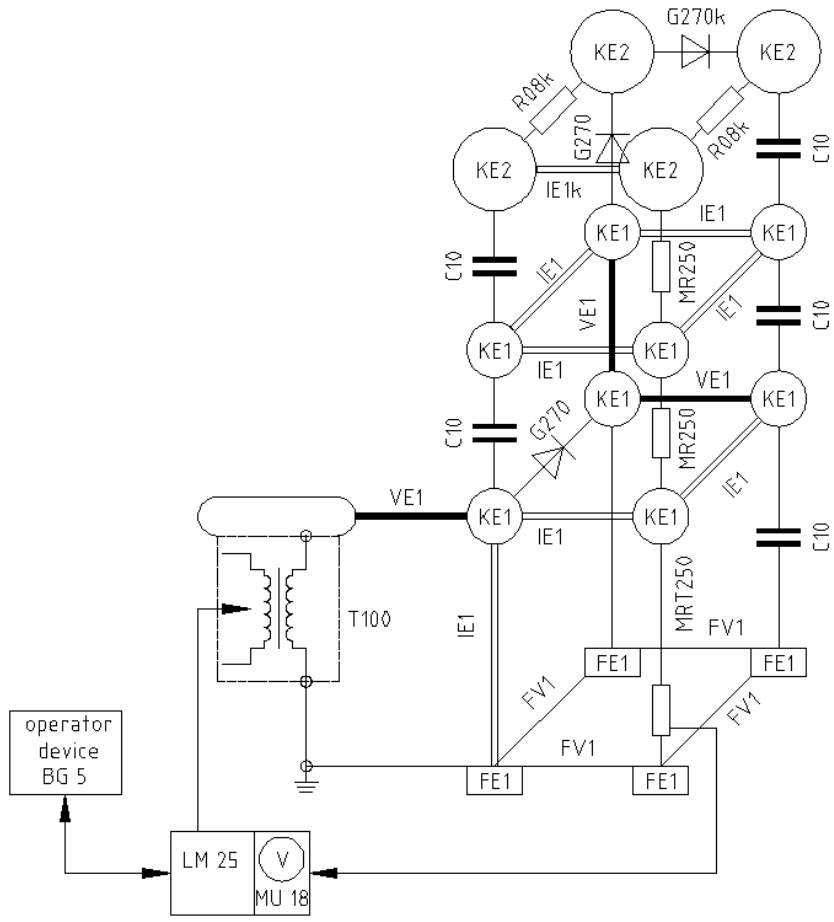 G270k
KE2
KE2
R08k
G270
R08k
C10
KE2
KE2
IE1k
IE1
KE1
KE1
C10
IE1
MR250
IE1
VE1
C10
KE1
KE1
IE1
VE1
KE1
KE1
C10
G270
MR250
IE1
VE1
KE1
KE1
IE1
C10
T100
IE1
MRT250
FV1
FE1
FE1
FV1
FV1
operator
device
BG 5
FV1
FE1
FE1
LM 25
V
MU 18